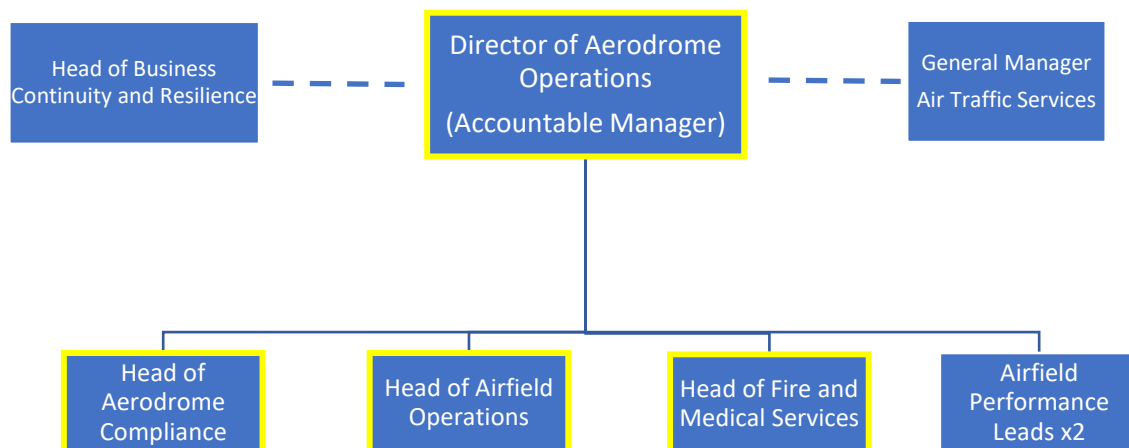 Head of Business
Continuity and Resilience
Director of Aerodrome
Operations
(Accountable Manager)
General Manager
Air Traffic Services
Head of
Aerodrome
Compliance
Head of Airfield
Operations
Head of Fire and
Medical Services
Airfield
Performance
Leads x2